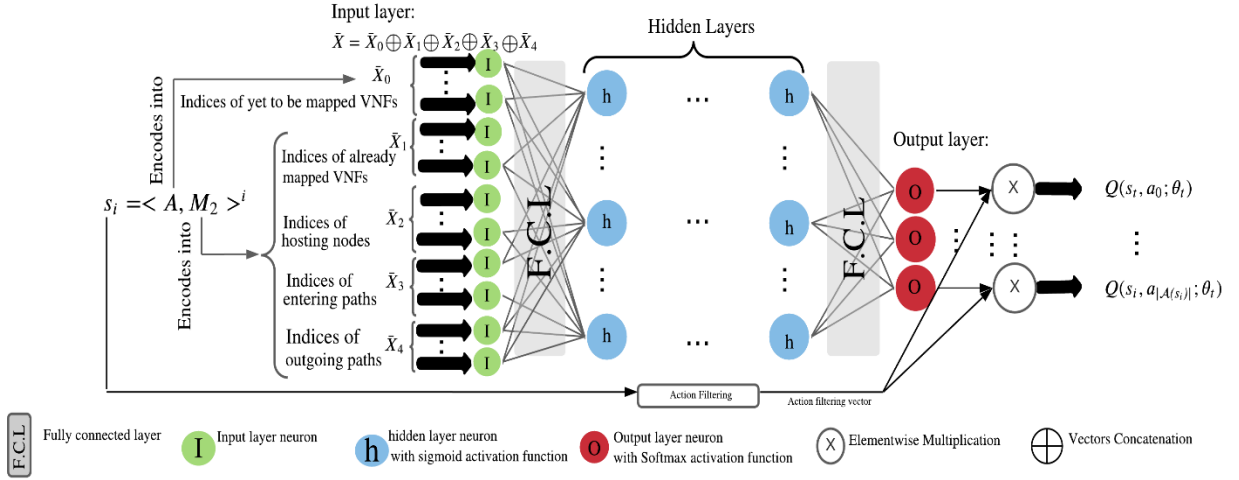 Input layer:
X̄ = X̄₀⊕X̄₁⊕X̄₂⊕X̄₃⊕X̄₄
Hidden Layers
X̄₀
Indices of yet to be mapped VNFs
Encodes into
X̄₁
Indices of already
mapped VNFs
sᵢ =< A, M₂ >ⁱ
X̄₂
Indices of
hosting nodes
Encodes into
X̄₃
Indices of
entering paths
X̄₄
Indices of
outgoing paths
I
I
I
I
I
I
I
I
I
I
F.C.L
h
h
h
h
h
h
...
...
...
F.C.L
Output layer:
O
O
O
X
X
Q(sₜ, a₀; θₜ)
Q(sᵢ, a_|𝒜(sᵢ)|; θₜ)
Action Filtering
Action filtering vector
F.C.L
Fully connected layer
I
Input layer neuron
h
hidden layer neuron
with sigmoid activation function
O
Output layer neuron
with Softmax activation function
X
Elementwise Multiplication
Vectors Concatenation